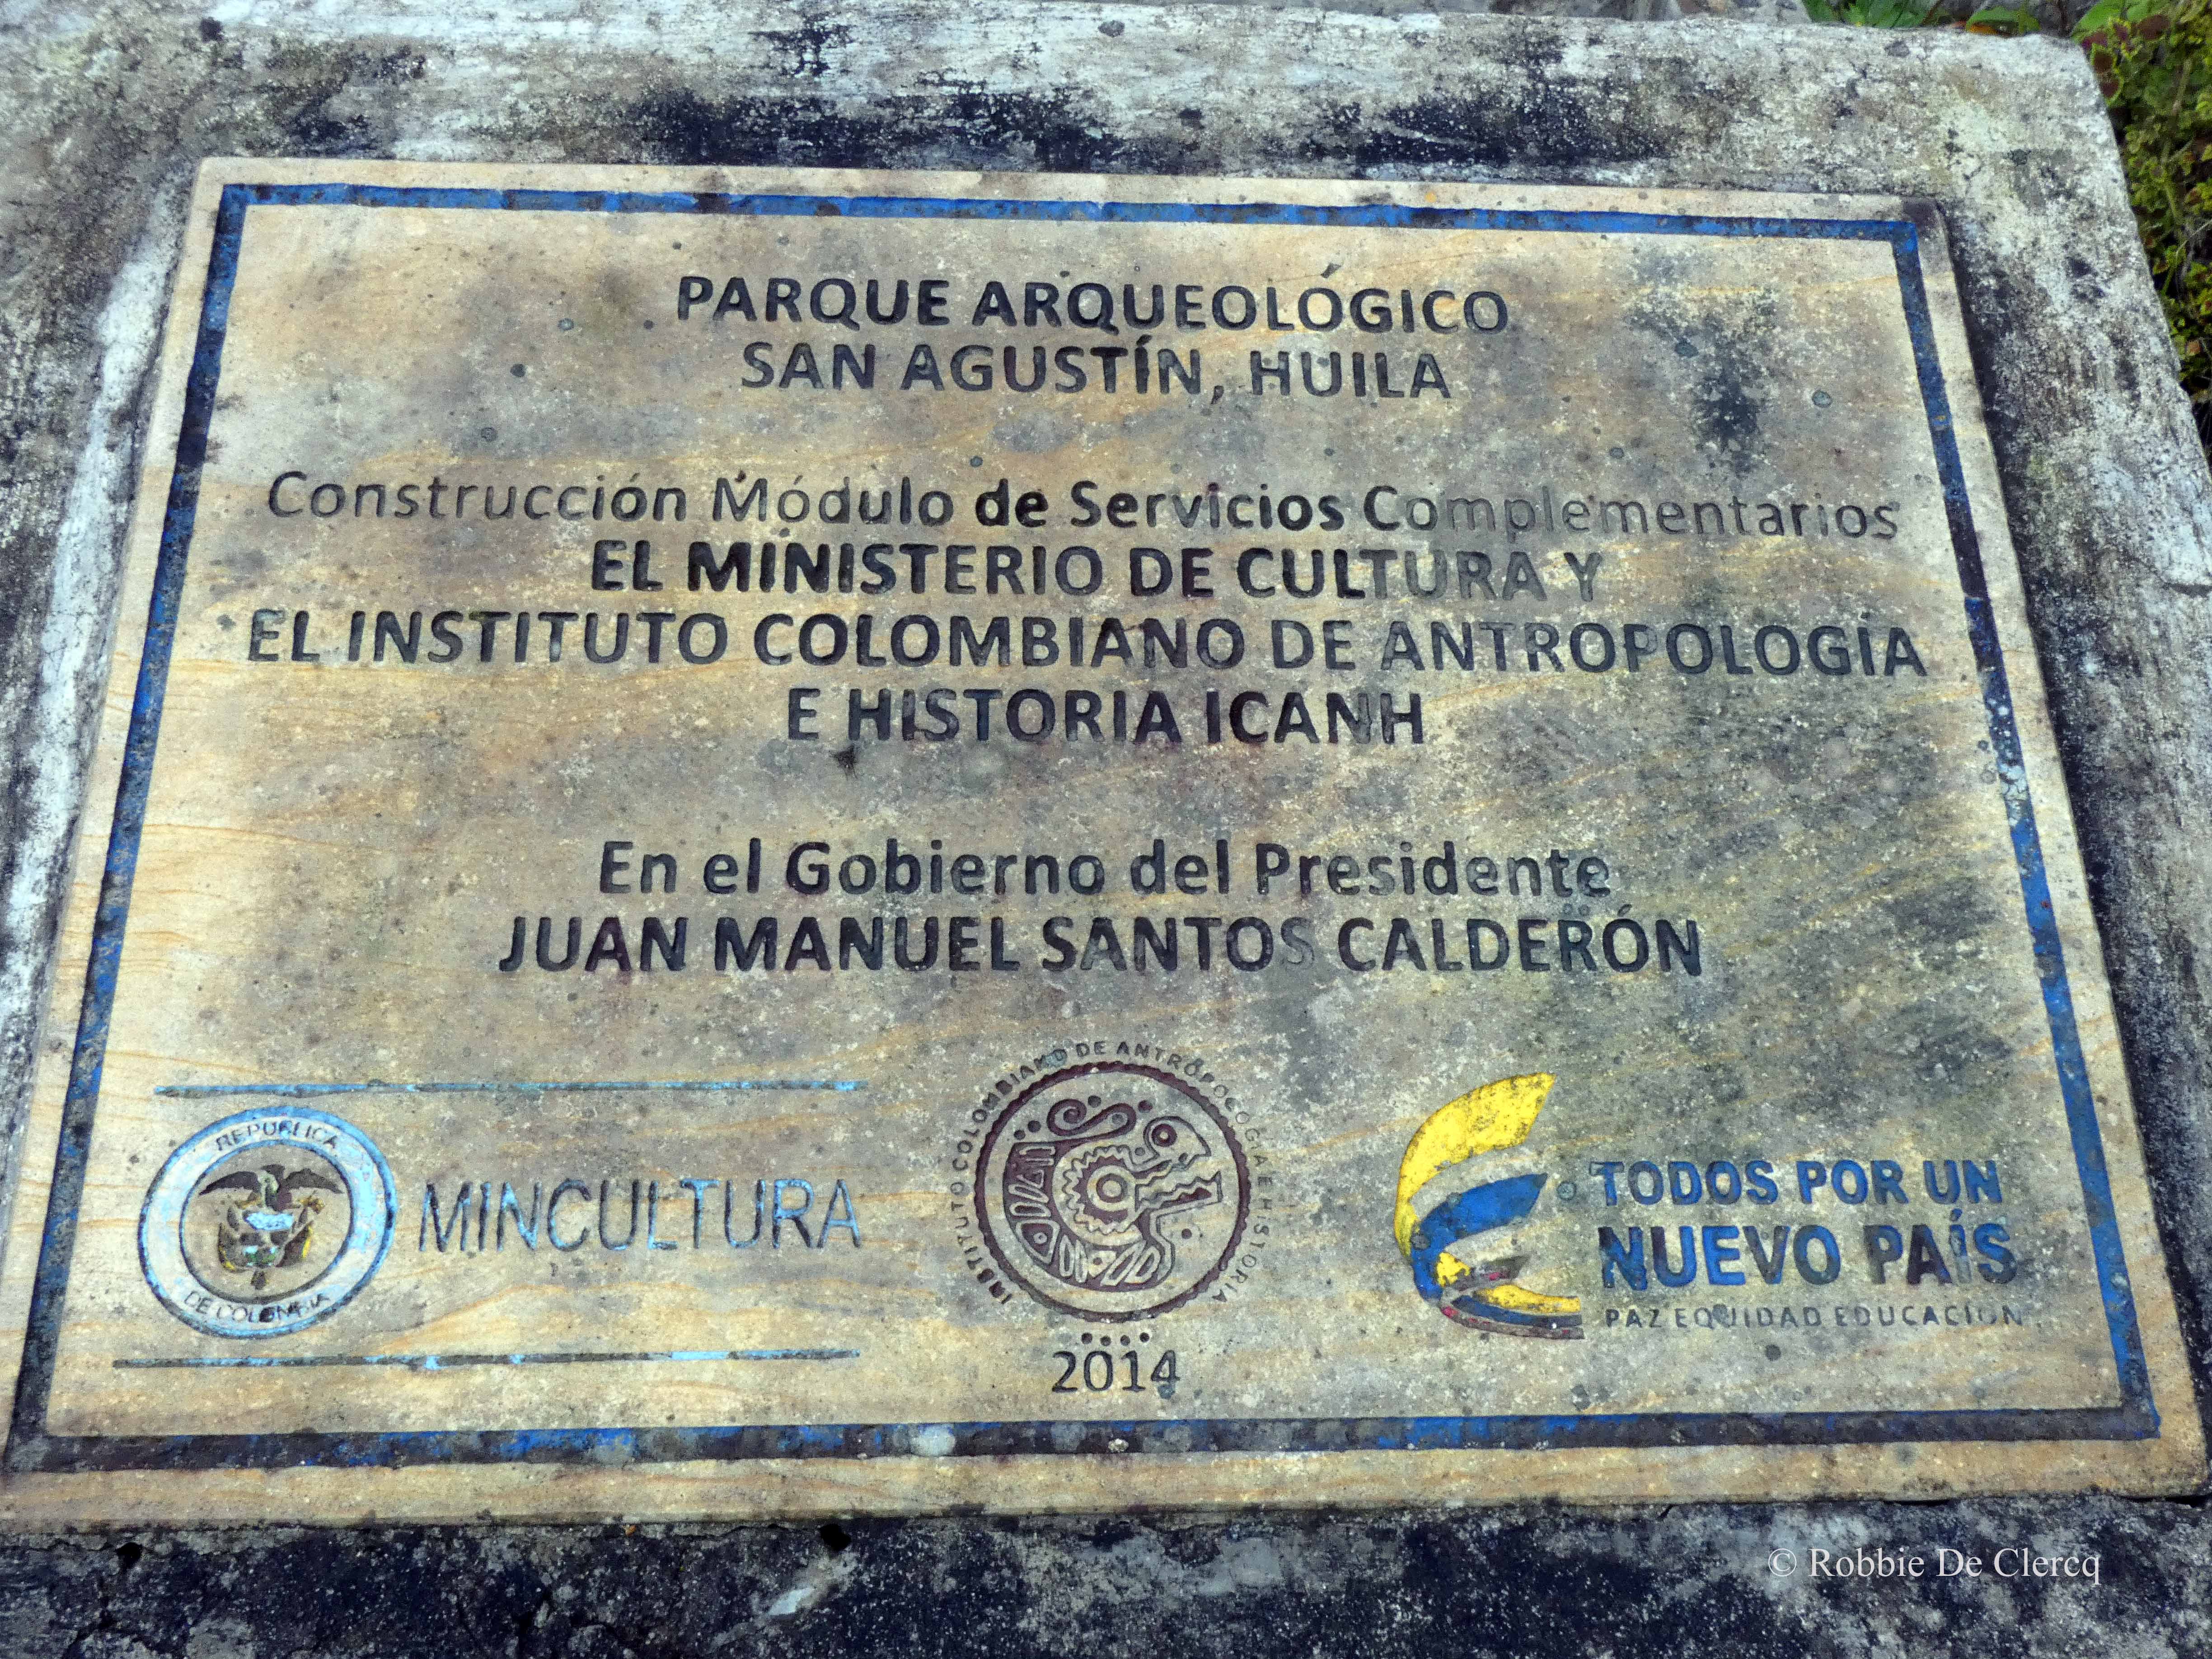 PARQUE ARQUEOLÓGICO
SAN AGUSTÍN, HUILA
Construcción Módulo de Servicios Complementarios
EL MINISTERIO DE CULTURA Y
EL INSTITUTO COLOMBIANO DE ANTROPOLOGÍA
E HISTORIA ICANH
En el Gobierno del Presidente
JUAN MANUEL SANTOS CALDERÓN
REPÚBLICA
DE COLOMBIA
MINCULTURA
INSTITUTO COLOMBIANO DE ANTROPOLOGIA E HISTORIA
2014
TODOS POR UN
NUEVO PAÍS
PAZ EQUIDAD EDUCACIÓN
© Robbie De Clercq